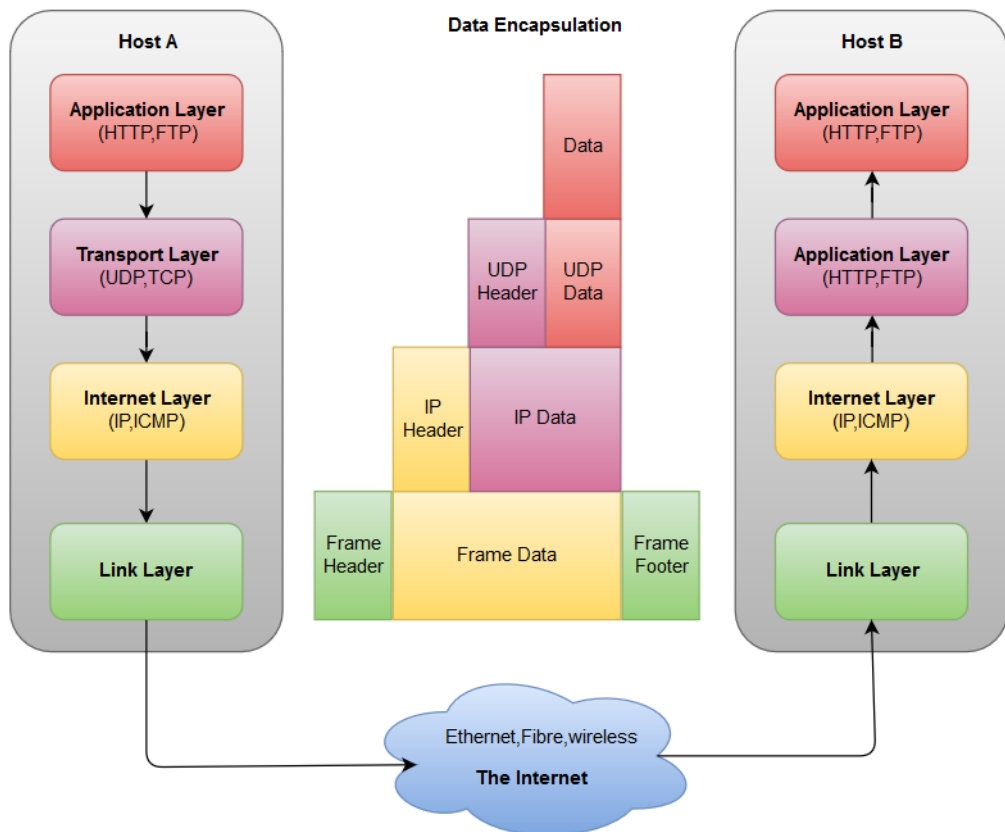 Host A
Application Layer
(HTTP,FTP)
Transport Layer
(UDP,TCP)
Internet Layer
(IP,ICMP)
Link Layer
Data Encapsulation
Data
UDP
Header
UDP
Data
IP
Header
IP Data
Frame
Header
Frame Data
Frame
Footer
Host B
Application Layer
(HTTP,FTP)
Application Layer
(HTTP,FTP)
Internet Layer
(IP,ICMP)
Link Layer
Ethernet,Fibre,wireless
The Internet